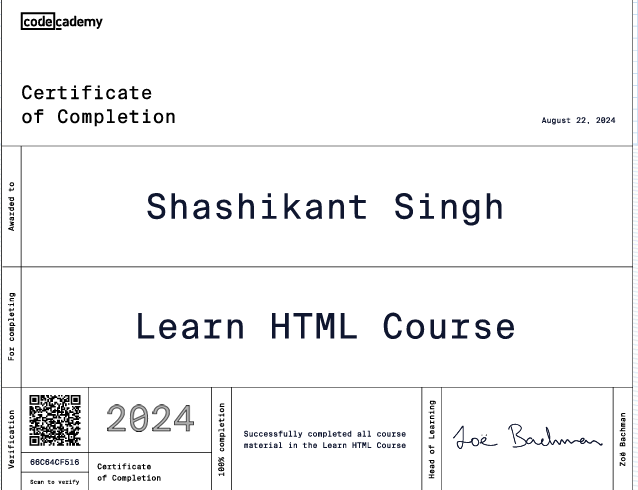 codecademy
Certificate
of Completion
August 22, 2024
Awarded to
Shashikant Singh
For completing
Learn HTML Course
Verification
66C64CF516
Scan to verify
2024
Certificate
of Completion
100% completion
Successfully completed all course
material in the Learn HTML Course
Head of Learning
Zoë Bachman
Zoë Bachman